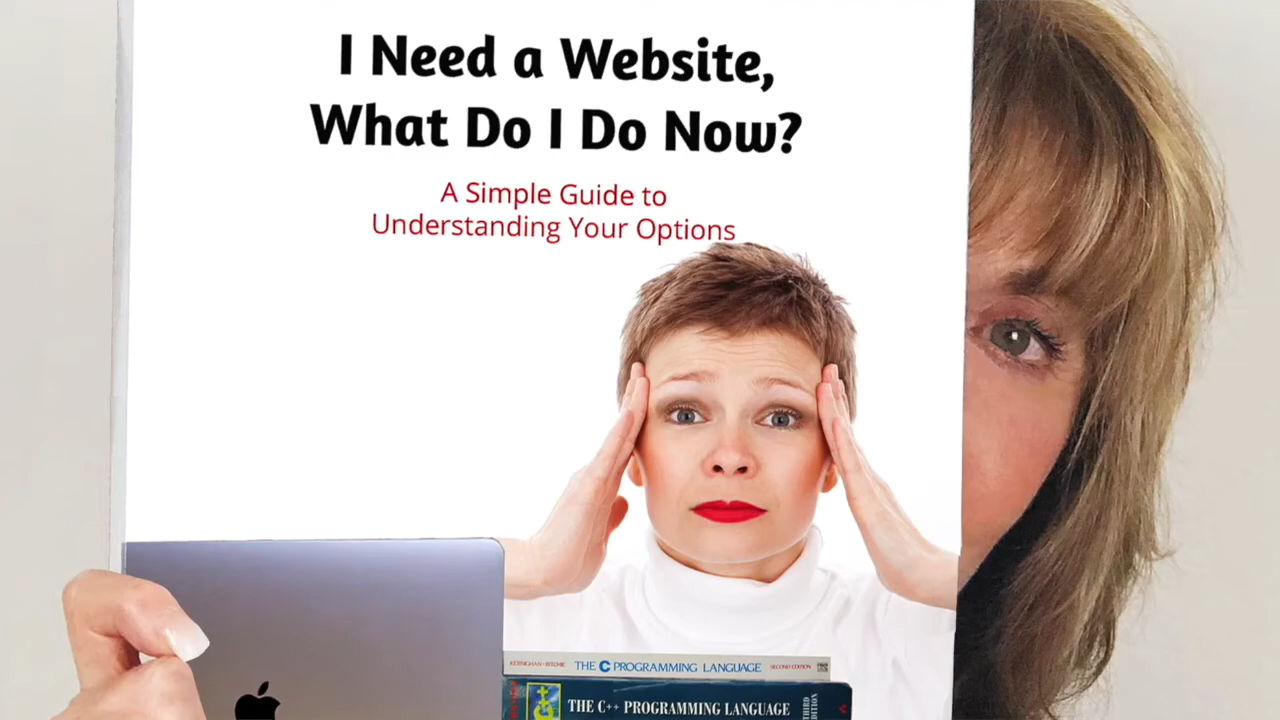 I Need a Website,
What Do I Do Now?
A Simple Guide to
Understanding Your Options
KERNIGHAN • RITCHIE THE C PROGRAMMING LANGUAGE SECOND EDITION
THE C++ PROGRAMMING LANGUAGE THIRD EDITION